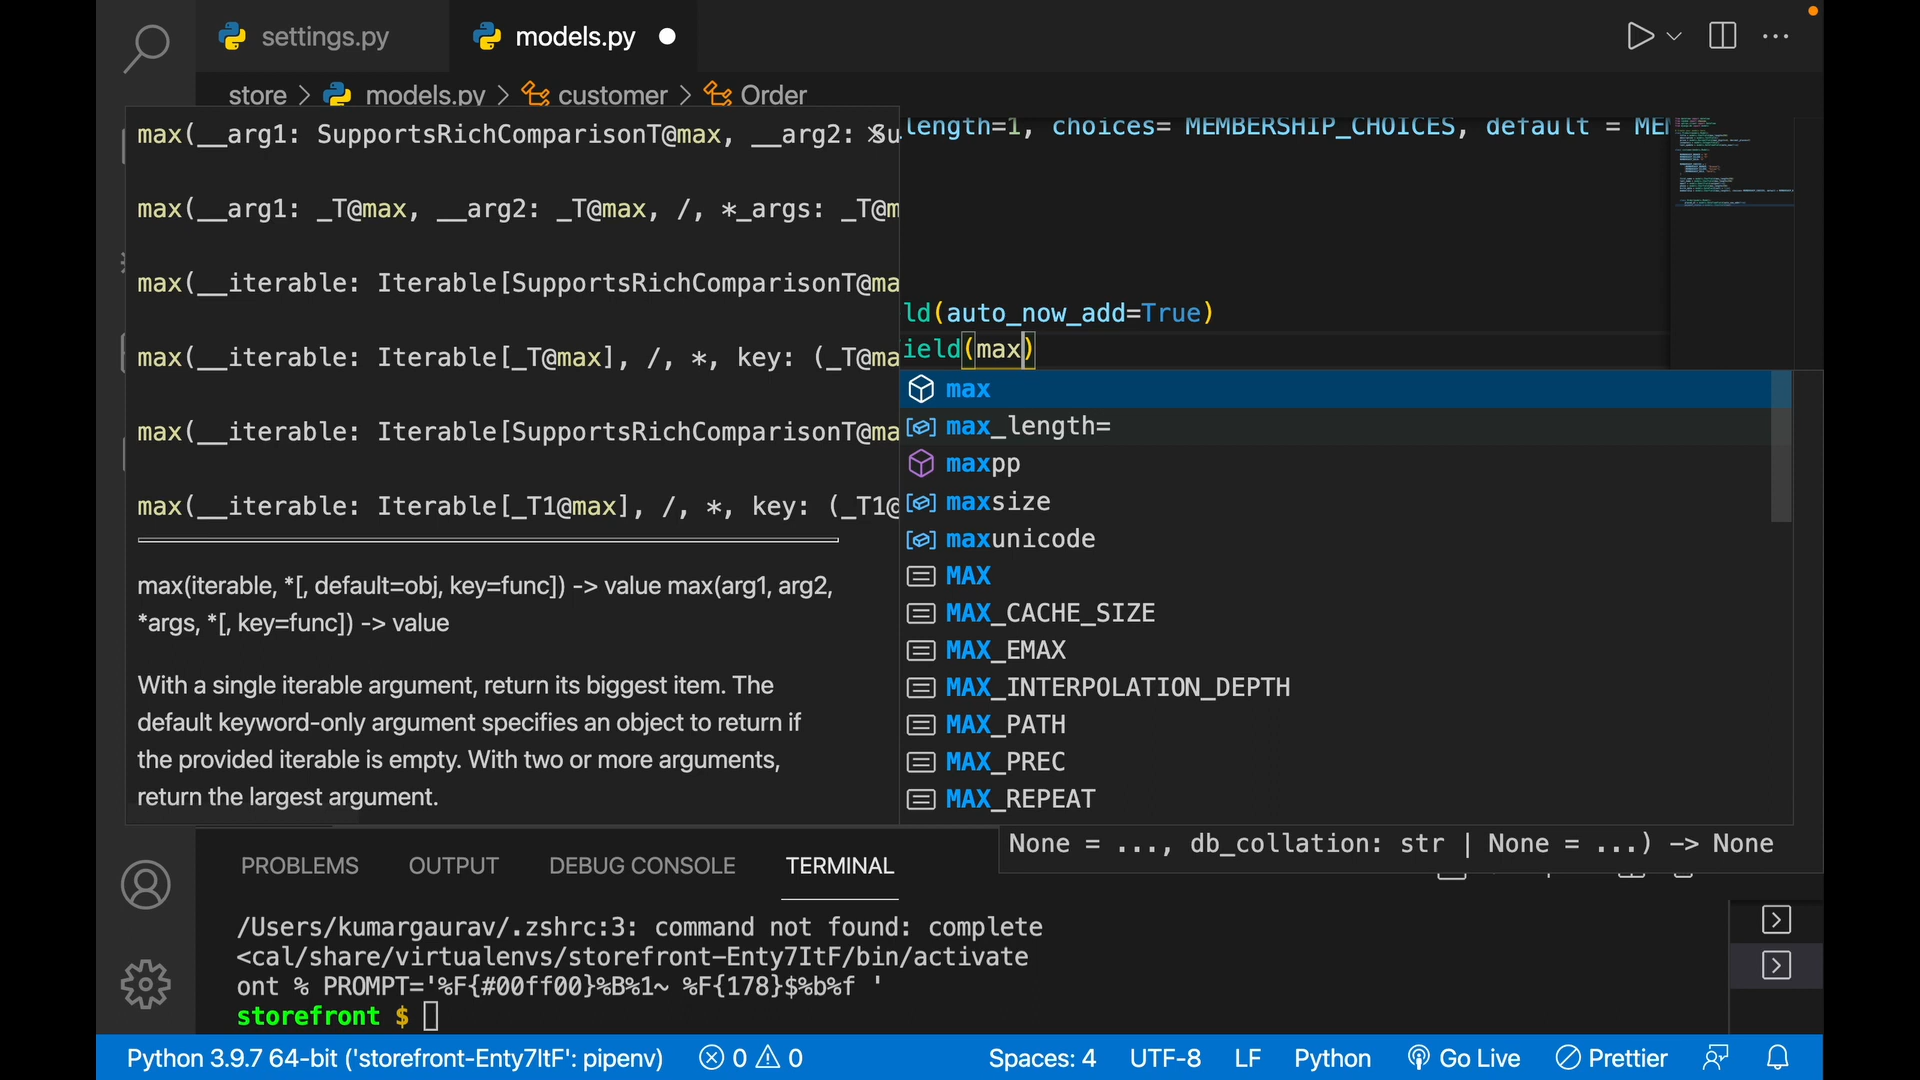 settings.py
models.py
store > models.py > customer > Order
max(__arg1: SupportsRichComparisonT@max, __arg2: Su
length=1, choices= MEMBERSHIP_CHOICES, default = MEM
max(__arg1: _T@max, __arg2: _T@max, /, *_args: _T@m
max(__iterable: Iterable[SupportsRichComparisonT@ma
ld(auto_now_add=True)
ield(max)
max(__iterable: Iterable[_T@max], /, *, key: (_T@ma
max(__iterable: Iterable[SupportsRichComparisonT@ma
max(__iterable: Iterable[_T1@max], /, *, key: (_T1@
max(iterable, *[, default=obj, key=func]) -> value max(arg1, arg2,
*args, *[, key=func]) -> value
With a single iterable argument, return its biggest item. The
default keyword-only argument specifies an object to return if
the provided iterable is empty. With two or more arguments,
return the largest argument.
max
max_length=
maxpp
maxsize
maxunicode
MAX
MAX_CACHE_SIZE
MAX_EMAX
MAX_INTERPOLATION_DEPTH
MAX_PATH
MAX_PREC
MAX_REPEAT
None = ..., db_collation: str | None = ...) -> None
PROBLEMS OUTPUT DEBUG CONSOLE TERMINAL
/Users/kumargaurav/.zshrc:3: command not found: complete
<cal/share/virtualenvs/storefront-Enty7ItF/bin/activate
ont % PROMPT='%F{#00ff00}%B%1~ %F{178}$%b%f '
storefront $
Python 3.9.7 64-bit ('storefront-Enty7ItF': pipenv) 0 0 Spaces: 4 UTF-8 LF Python Go Live Prettier